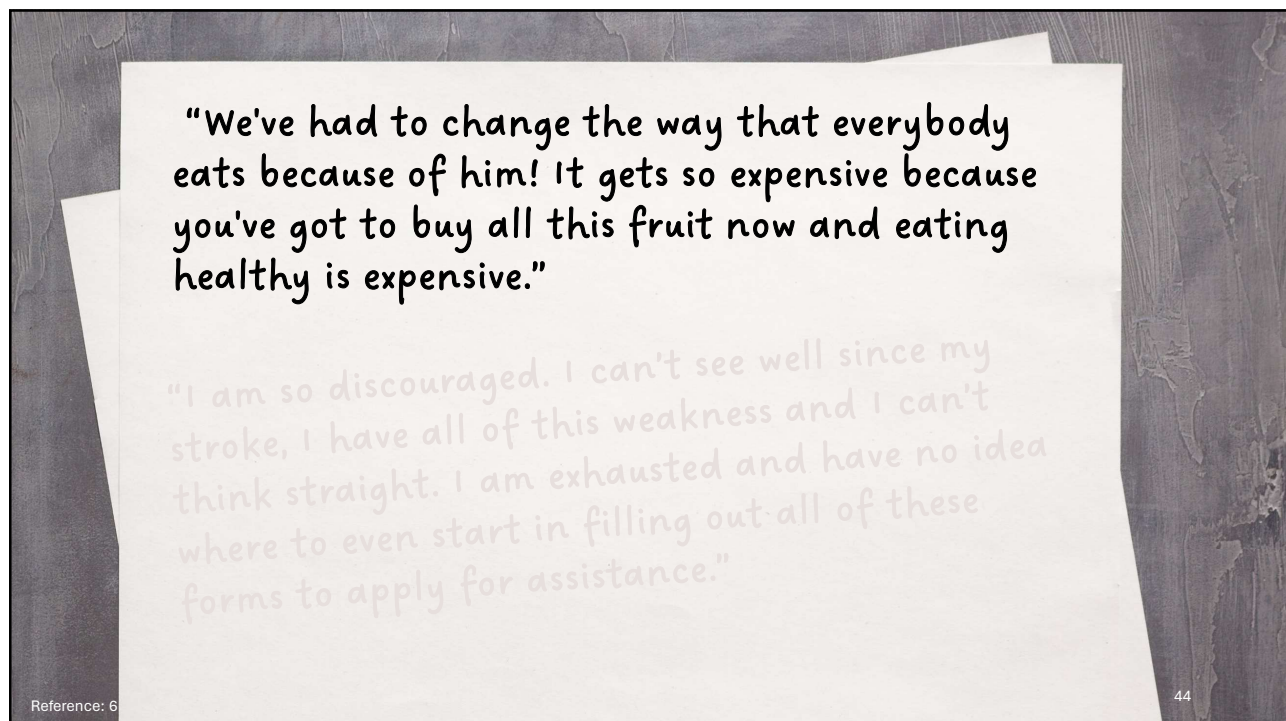 “We've had to change the way that everybody
eats because of him! It gets so expensive because
you've got to buy all this fruit now and eating
healthy is expensive.”
“I am so discouraged. I can't see well since my
stroke, I have all of this weakness and I can't
think straight. I am exhausted and have no idea
where to even start in filling out all of these
forms to apply for assistance.”
Reference: 6
44